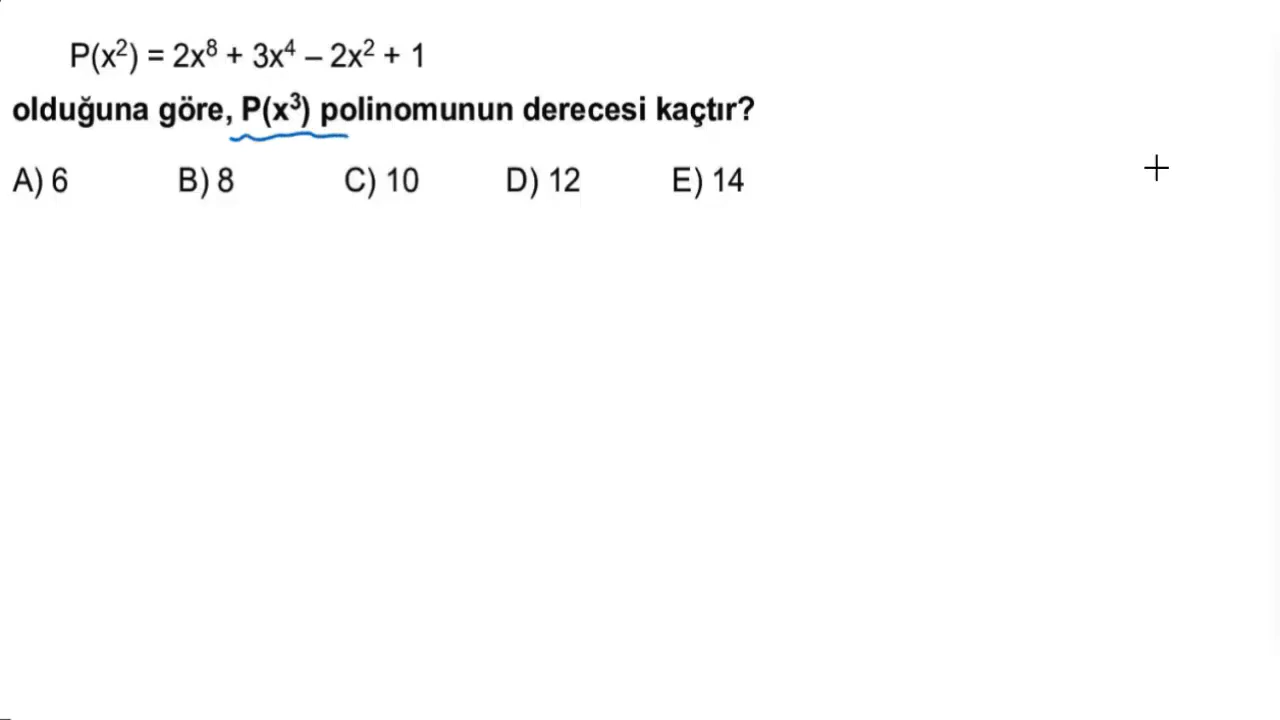 P(x²) = 2x⁸ + 3x⁴ – 2x² + 1
olduğuna göre, P(x³) polinomunun derecesi kaçtır?
A) 6 B) 8 C) 10 D) 12 E) 14